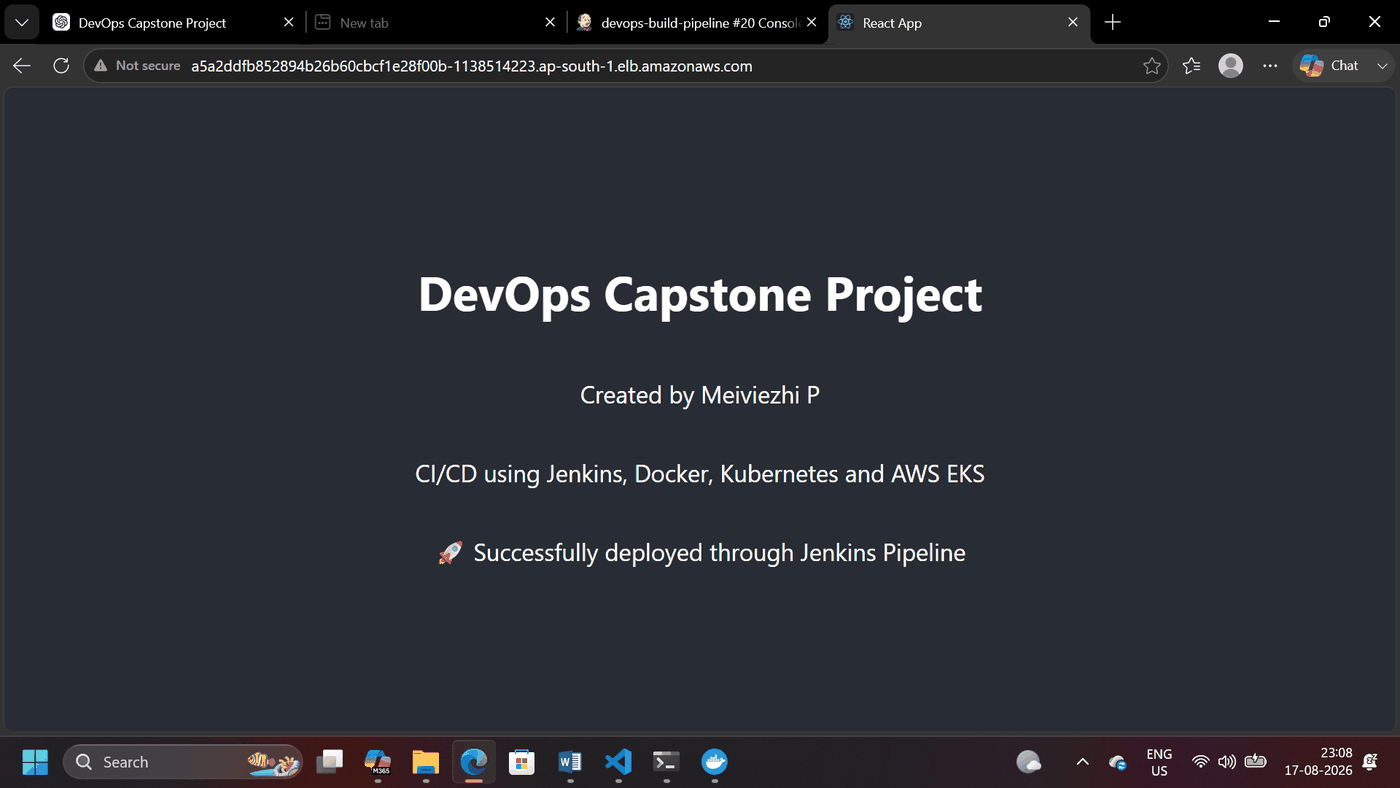 DevOps Capstone Project
New tab
devops-build-pipeline #20 Consol
React App
Not secure
a5a2ddfb852894b26b60cbcf1e28f00b-1138514223.ap-south-1.elb.amazonaws.com
Chat
DevOps Capstone Project
Created by Meiviezhi P
CI/CD using Jenkins, Docker, Kubernetes and AWS EKS
🚀 Successfully deployed through Jenkins Pipeline
Search
M365
ENG
US
23:08
17-08-2026